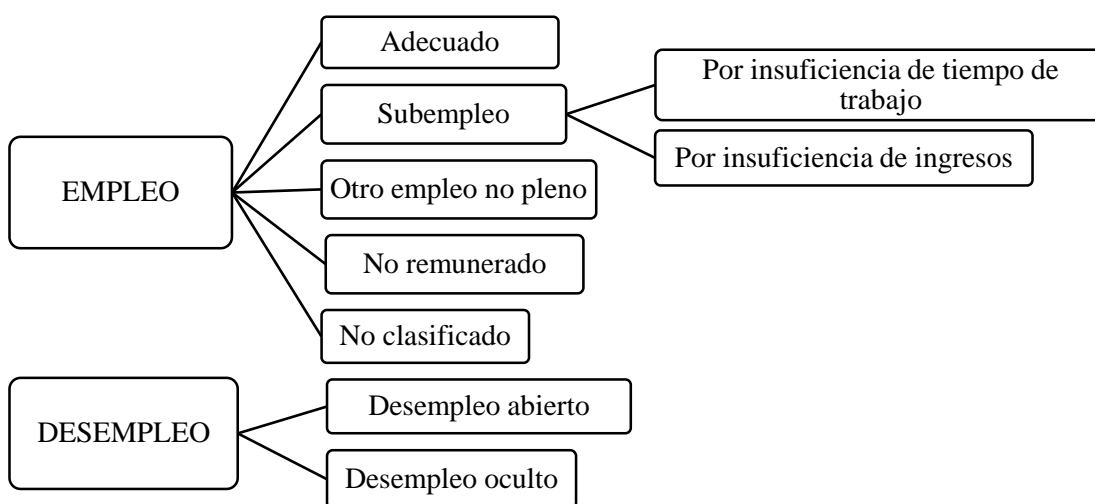 EMPLEO
Adecuado
Subempleo
Por insuficiencia de tiempo de
trabajo
Por insuficiencia de ingresos
Otro empleo no pleno
No remunerado
No clasificado
DESEMPLEO
Desempleo abierto
Desempleo oculto